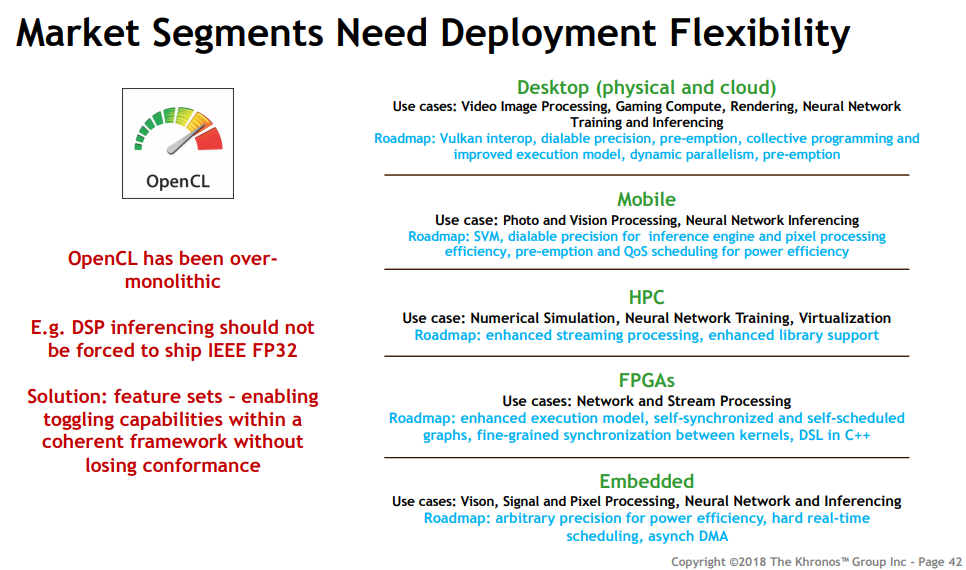 Market Segments Need Deployment Flexibility
OpenCL
OpenCL has been over-
monolithic
E.g. DSP inferencing should not
be forced to ship IEEE FP32
Solution: feature sets – enabling
toggling capabilities within a
coherent framework without
losing conformance
Desktop (physical and cloud)
Use cases: Video Image Processing, Gaming Compute, Rendering, Neural Network
Training and Inferencing
Roadmap: Vulkan interop, dialable precision, pre-emption, collective programming and
improved execution model, dynamic parallelism, pre-emption
Mobile
Use case: Photo and Vision Processing, Neural Network Inferencing
Roadmap: SVM, dialable precision for inference engine and pixel processing
efficiency, pre-emption and QoS scheduling for power efficiency
HPC
Use case: Numerical Simulation, Neural Network Training, Virtualization
Roadmap: enhanced streaming processing, enhanced library support
FPGAs
Use cases: Network and Stream Processing
Roadmap: enhanced execution model, self-synchronized and self-scheduled
graphs, fine-grained synchronization between kernels, DSL in C++
Embedded
Use cases: Vison, Signal and Pixel Processing, Neural Network and Inferencing
Roadmap: arbitrary precision for power efficiency, hard real-time
scheduling, asynch DMA
Copyright ©2018 The Khronos™ Group Inc - Page 42